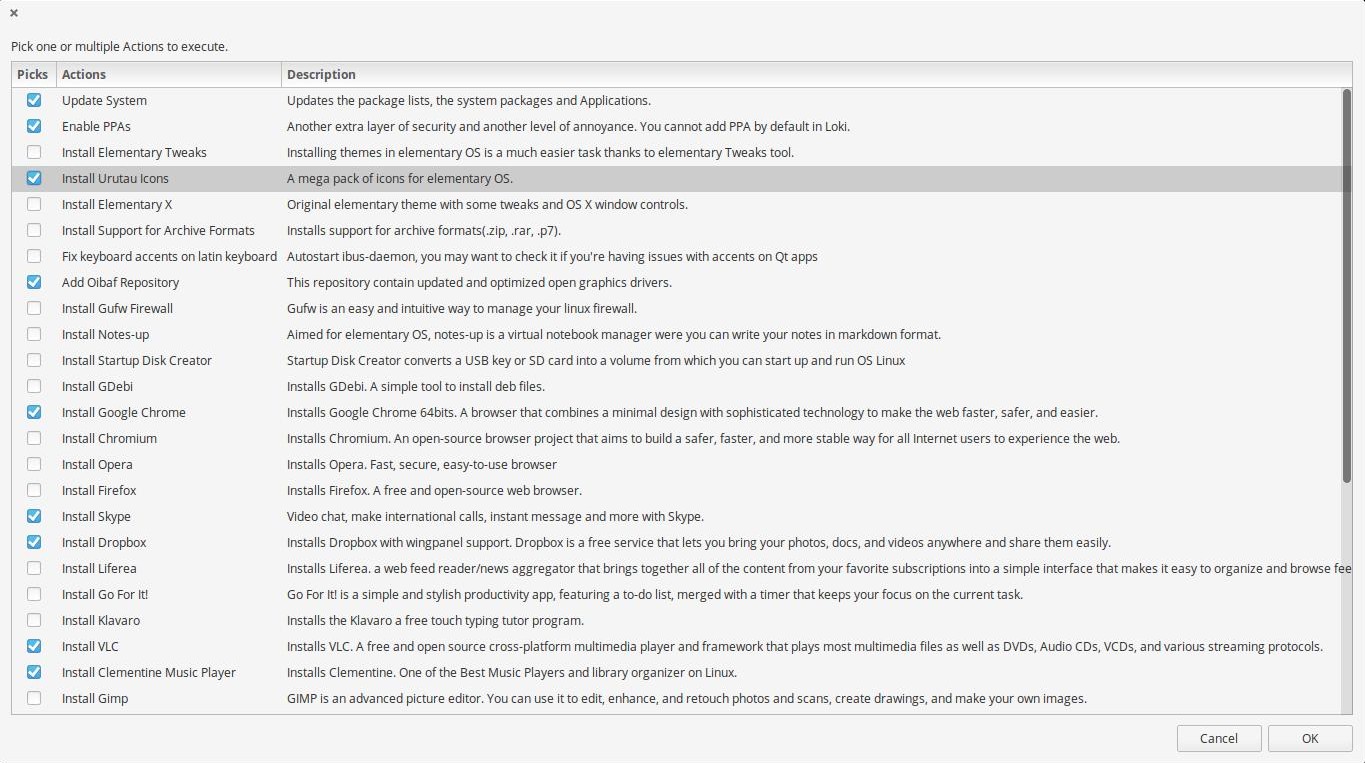 Pick one or multiple Actions to execute.
Picks Actions Description
Update System Updates the package lists, the system packages and Applications.
Enable PPAs Another extra layer of security and another level of annoyance. You cannot add PPA by default in Loki.
Install Elementary Tweaks Installing themes in elementary OS is a much easier task thanks to elementary Tweaks tool.
Install Urutau Icons A mega pack of icons for elementary OS.
Install Elementary X Original elementary theme with some tweaks and OS X window controls.
Install Support for Archive Formats Installs support for archive formats(.zip, .rar, .p7).
Fix keyboard accents on latin keyboard Autostart ibus-daemon, you may want to check it if you're having issues with accents on Qt apps
Add Oibaf Repository This repository contain updated and optimized open graphics drivers.
Install Gufw Firewall Gufw is an easy and intuitive way to manage your linux firewall.
Install Notes-up Aimed for elementary OS, notes-up is a virtual notebook manager were you can write your notes in markdown format.
Install Startup Disk Creator Startup Disk Creator converts a USB key or SD card into a volume from which you can start up and run OS Linux
Install GDebi Installs GDebi. A simple tool to install deb files.
Install Google Chrome Installs Google Chrome 64bits. A browser that combines a minimal design with sophisticated technology to make the web faster, safer, and easier.
Install Chromium Installs Chromium. An open-source browser project that aims to build a safer, faster, and more stable way for all Internet users to experience the web.
Install Opera Installs Opera. Fast, secure, easy-to-use browser
Install Firefox Installs Firefox. A free and open-source web browser.
Install Skype Video chat, make international calls, instant message and more with Skype.
Install Dropbox Installs Dropbox with wingpanel support. Dropbox is a free service that lets you bring your photos, docs, and videos anywhere and share them easily.
Install Liferea Installs Liferea. a web feed reader/news aggregator that brings together all of the content from your favorite subscriptions into a simple interface that makes it easy to organize and browse fee
Install Go For It! Go For It! is a simple and stylish productivity app, featuring a to-do list, merged with a timer that keeps your focus on the current task.
Install Klavaro Installs the Klavaro a free touch typing tutor program.
Install VLC Installs VLC. A free and open source cross-platform multimedia player and framework that plays most multimedia files as well as DVDs, Audio CDs, VCDs, and various streaming protocols.
Install Clementine Music Player Installs Clementine. One of the Best Music Players and library organizer on Linux.
Install Gimp GIMP is an advanced picture editor. You can use it to edit, enhance, and retouch photos and scans, create drawings, and make your own images.
Cancel OK